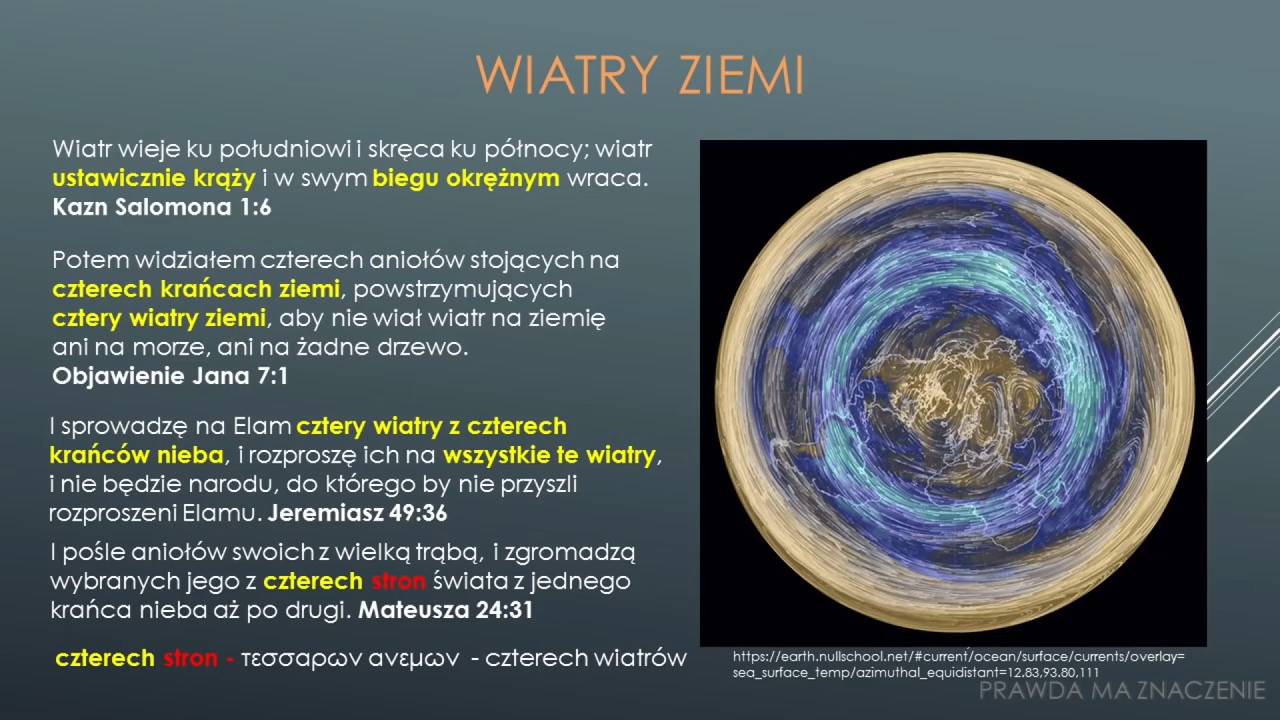 WIATRY ZIEMI
Wiatr wieje ku południowi i skręca ku północy; wiatr
ustawicznie krąży i w swym biegu okrężnym wraca.
Kazn Salomona 1:6
Potem widziałem czterech aniołów stojących na
czterech krańcach ziemi, powstrzymujących
cztery wiatry ziemi, aby nie wiał wiatr na ziemię
ani na morze, ani na żadne drzewo.
Objawienie Jana 7:1
I sprowadzę na Elam cztery wiatry z czterech
krańców nieba, i rozproszę ich na wszystkie te wiatry,
i nie będzie narodu, do którego by nie przyszli
rozproszeni Elamu. Jeremiasz 49:36
I pośle aniołów swoich z wielką trąbą, i zgromadzą
wybranych jego z czterech stron świata z jednego
krańca nieba aż po drugi. Mateusza 24:31
czterech stron - τεσσαρων ανεμων - czterech wiatrów
https://earth.nullschool.net/#current/ocean/surface/currents/overlay=
sea_surface_temp/azimuthal_equidistant=12.83,93.80,111
PRAWDA MA ZNACZENIE